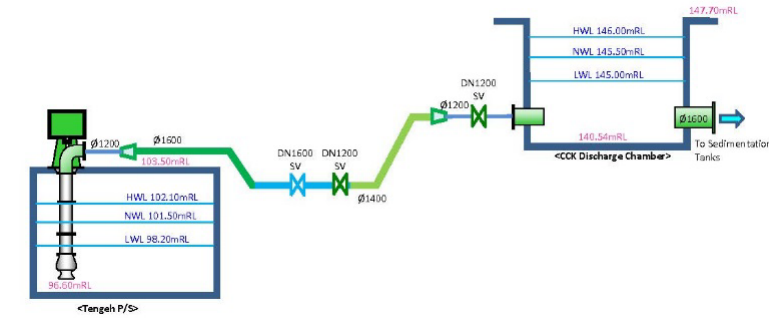 147.70mRL
HWL 146.00mRL
NWL 145.50mRL
LWL 145.00mRL
DN1200
SV
Ø1200
Ø1600
To Sedimentation
Tanks
140.54mRL
<CCK Discharge Chamber>
Ø1200
Ø1600
103.50mRL
DN1600
SV
DN1200
SV
Ø1400
HWL 102.10mRL
NWL 101.50mRL
LWL 98.20mRL
96.60mRL
<Tengeh P/S>